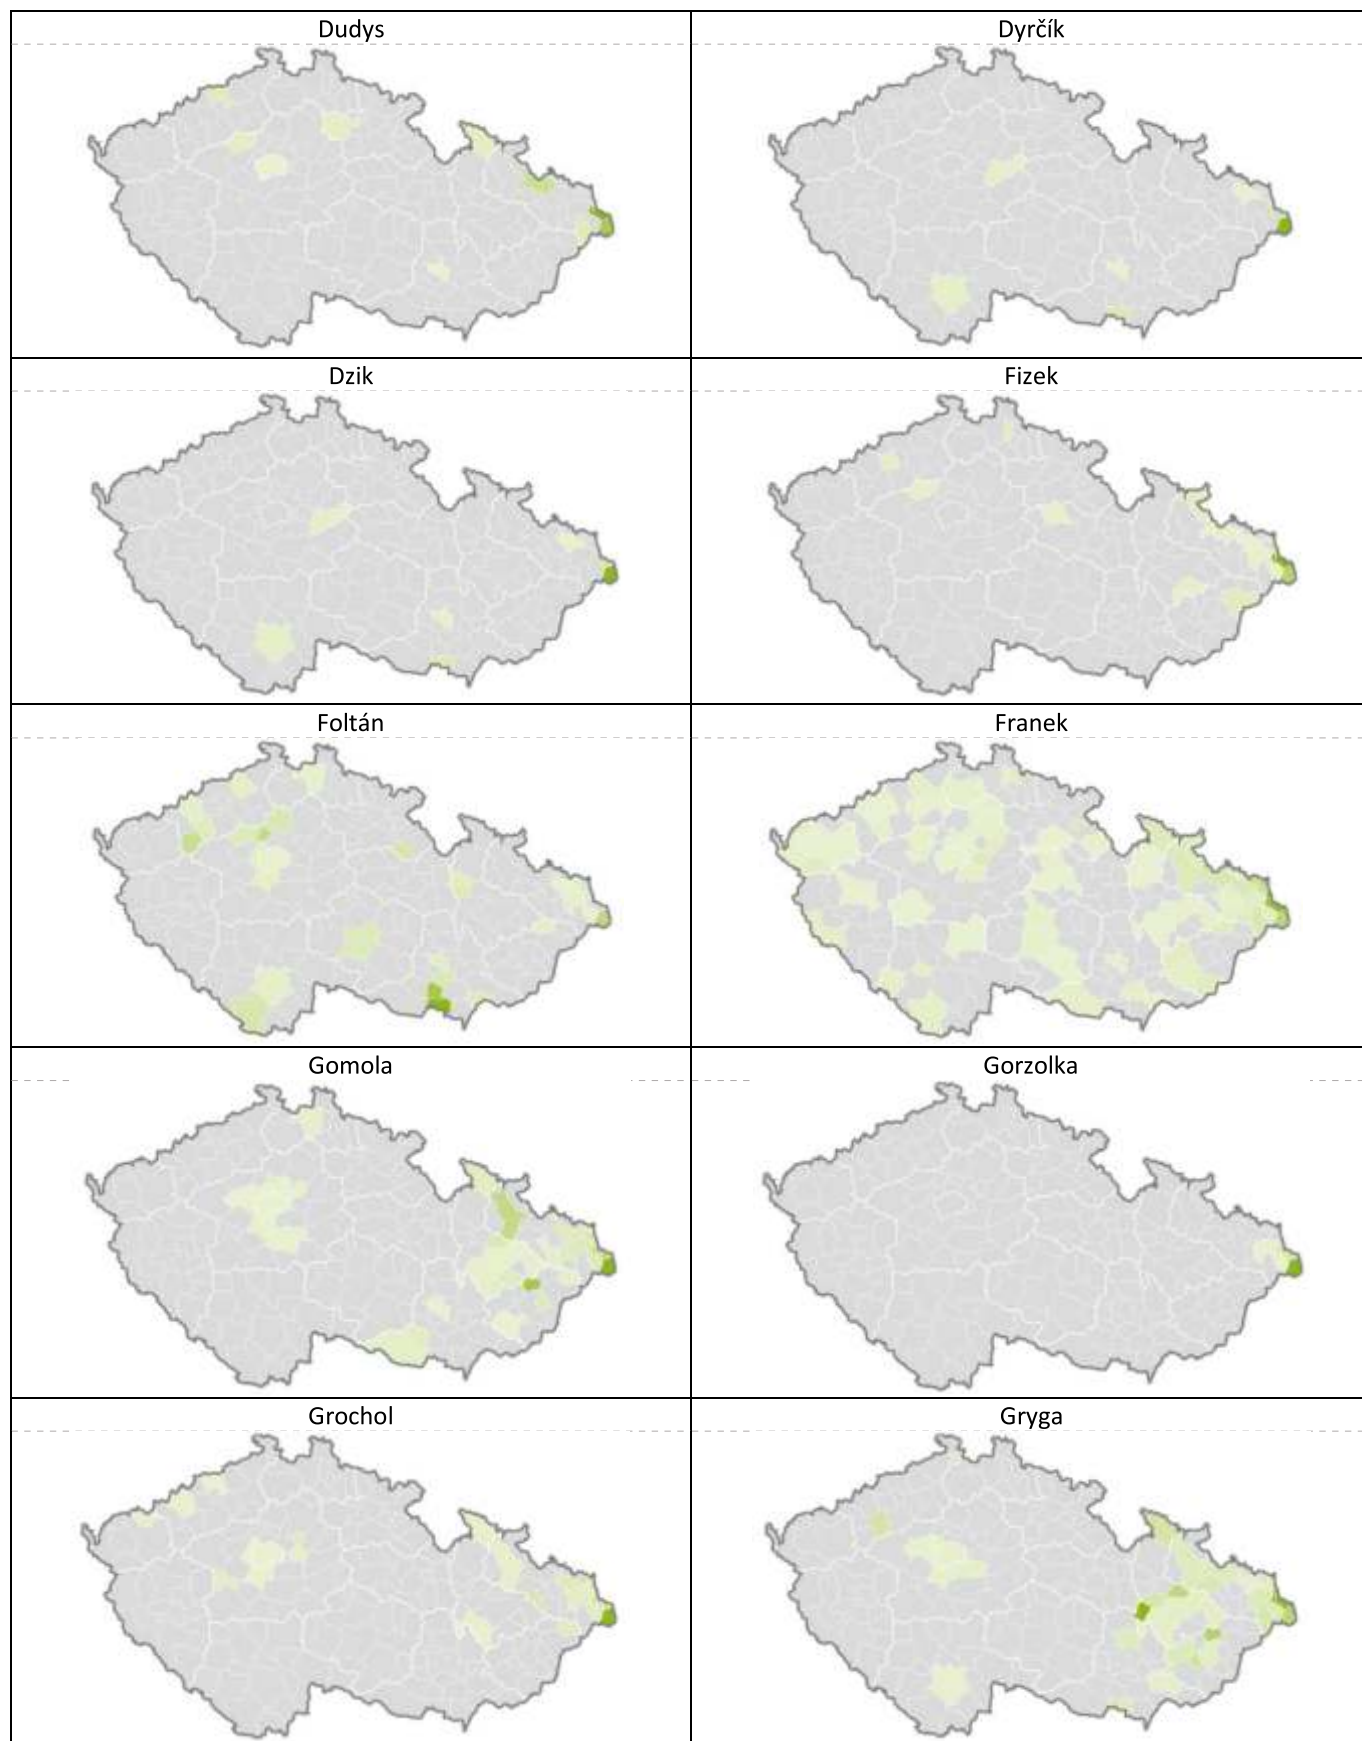 Dudys
Dyrčík
Dzik
Fizek
Foltán
Franek
Gomola
Gorzolka
Grochol
Gryga